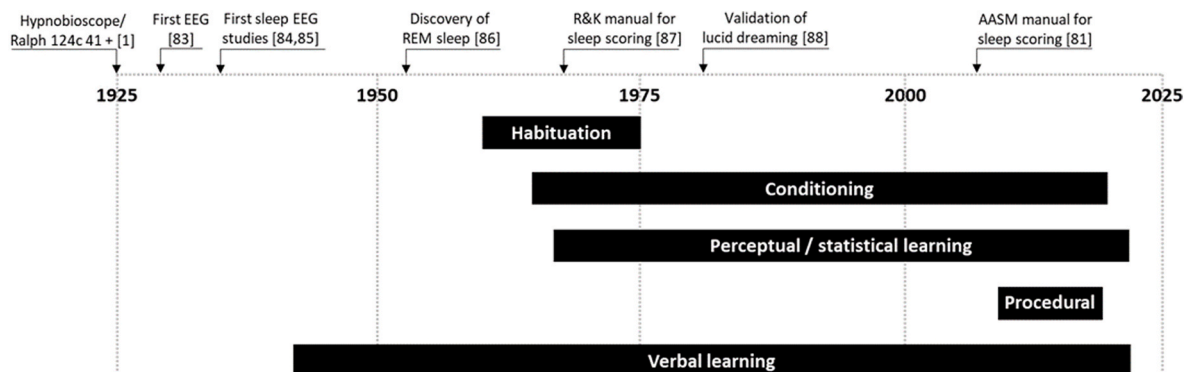 Hypnobioscope/
Ralph 124c 41 + [1]
First EEG
[83]
First sleep EEG
studies [84,85]
Discovery of
REM sleep [86]
R&K manual for
sleep scoring [87]
Validation of
lucid dreaming [88]
AASM manual for
sleep scoring [81]
1925
1950
1975
2000
2025
Habituation
Conditioning
Perceptual / statistical learning
Procedural
Verbal learning